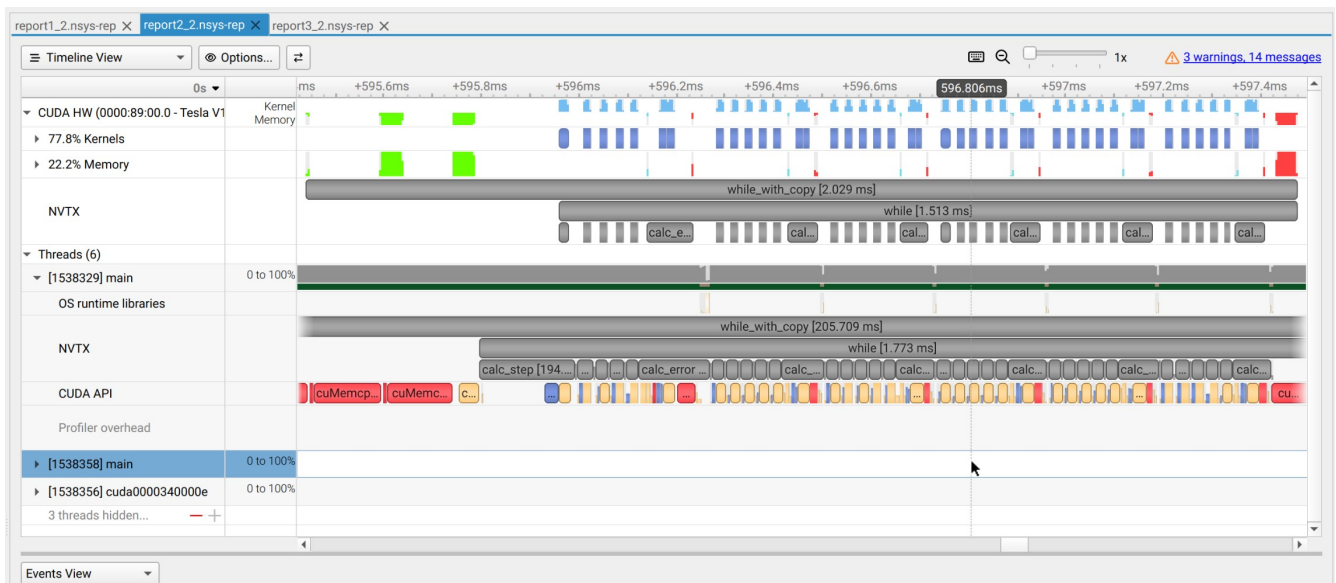 report1_2.nsys-rep × report2_2.nsys-rep × report3_2.nsys-rep ×
Timeline View Options... 1x 3 warnings, 14 messages
0s ms +595.6ms +595.8ms +596ms +596.2ms +596.4ms +596.6ms 596.806ms +597ms +597.2ms +597.4ms
CUDA HW (0000:89:00.0 - Tesla V1 Kernel
Memory
77.8% Kernels
22.2% Memory
while_with_copy [2.029 ms]
NVTX while [1.513 ms]
calc_e... cal... cal... cal... cal... cal...
Threads (6)
[1538329] main 0 to 100%
OS runtime libraries
while_with_copy [205.709 ms]
NVTX while [1.773 ms]
calc_step [194.... ... ... calc_error ... calc_... calc... ... calc... calc_... ... calc...
CUDA API cuMemcp... cuMemc... c... ... ... ... ... cu...
Profiler overhead
[1538358] main 0 to 100%
[1538356] cuda0000340000e 0 to 100%
3 threads hidden... − +
Events View